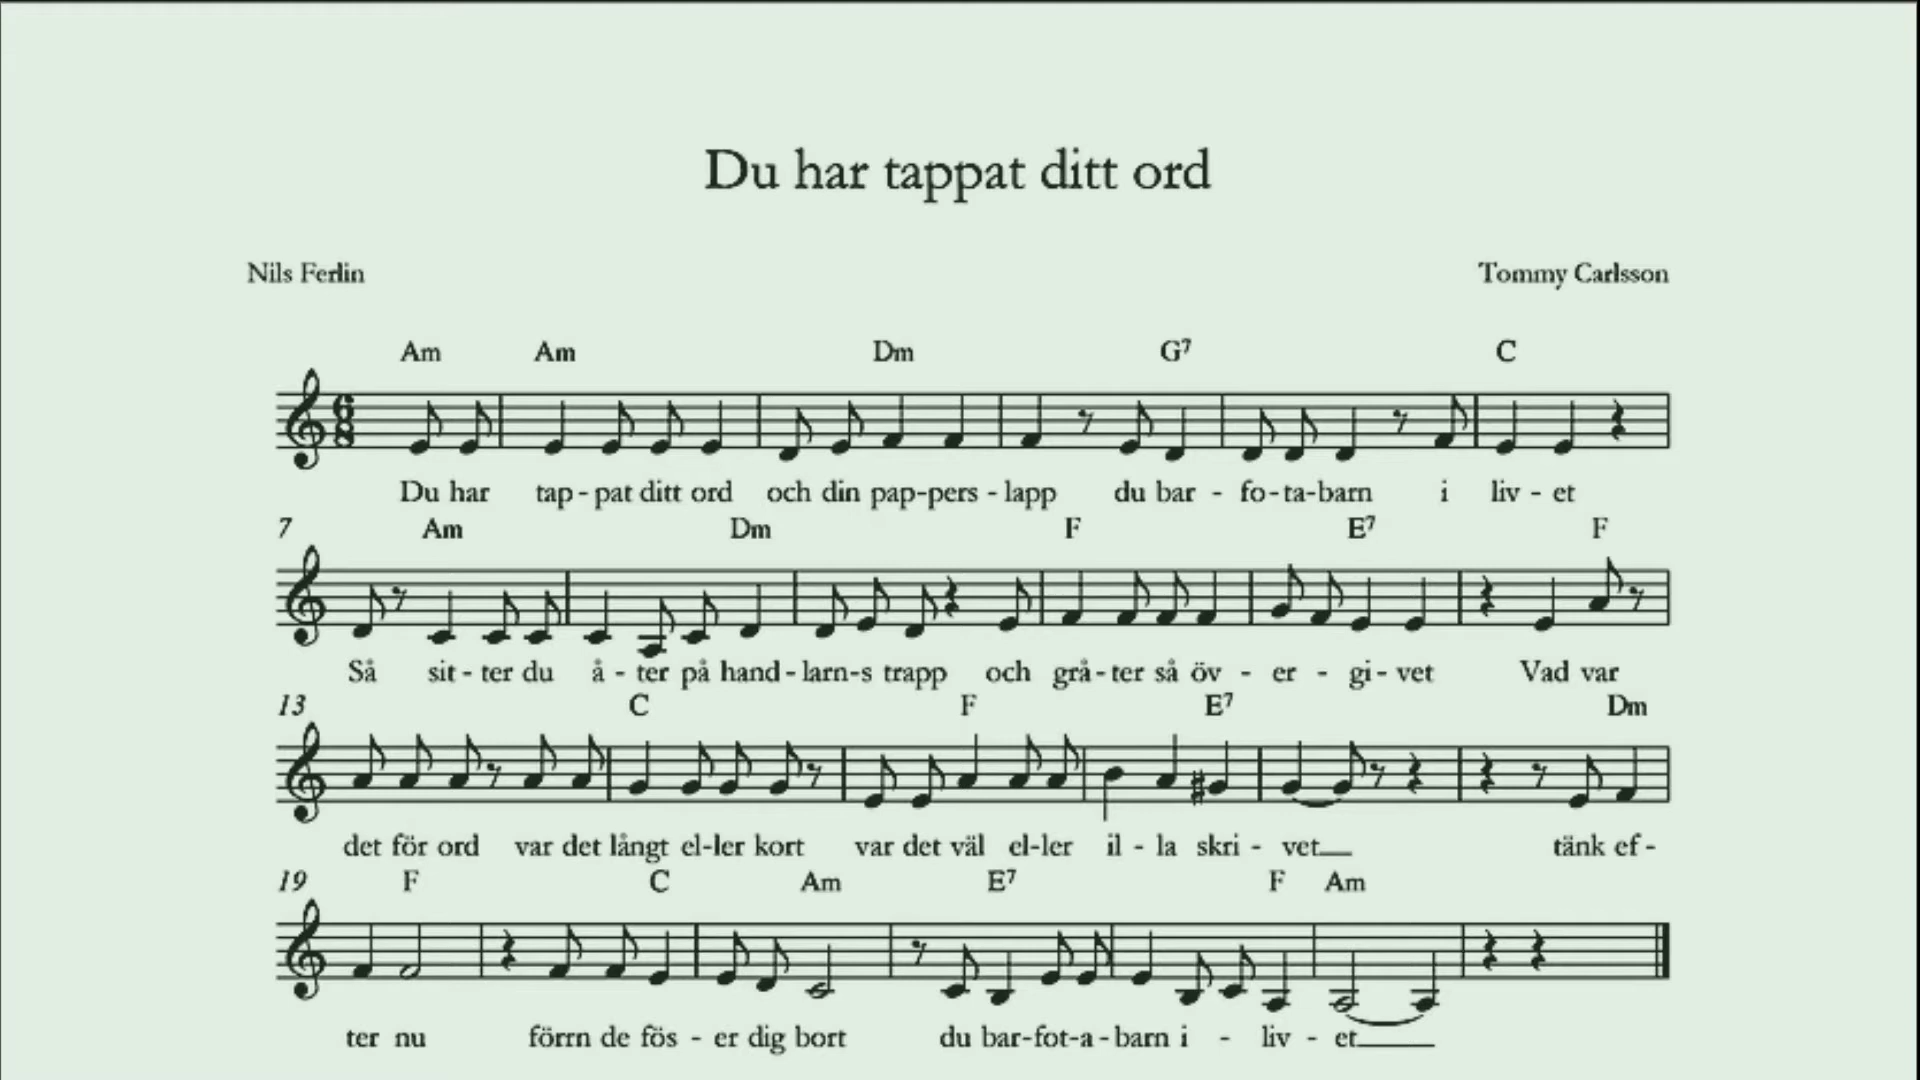 Du har tappat ditt ord
Nils Ferlin
Tommy Carlsson
Am Am Dm G7 C
6
8
Du har tap - pat ditt ord och din pap-pers - lapp du bar - fo-ta-barn i liv - et
7 Am Dm F E7 F
Så sit - ter du å - ter på hand-larn-s trapp och grå-ter så öv - er - gi-vet Vad var
13 C F E7 Dm
det för ord var det långt el-ler kort var det väl el-ler il - la skri - vet tänk ef-
19 F C Am E7 F Am
ter nu förrn de fös - er dig bort du bar-fot-a-barn i - liv - et